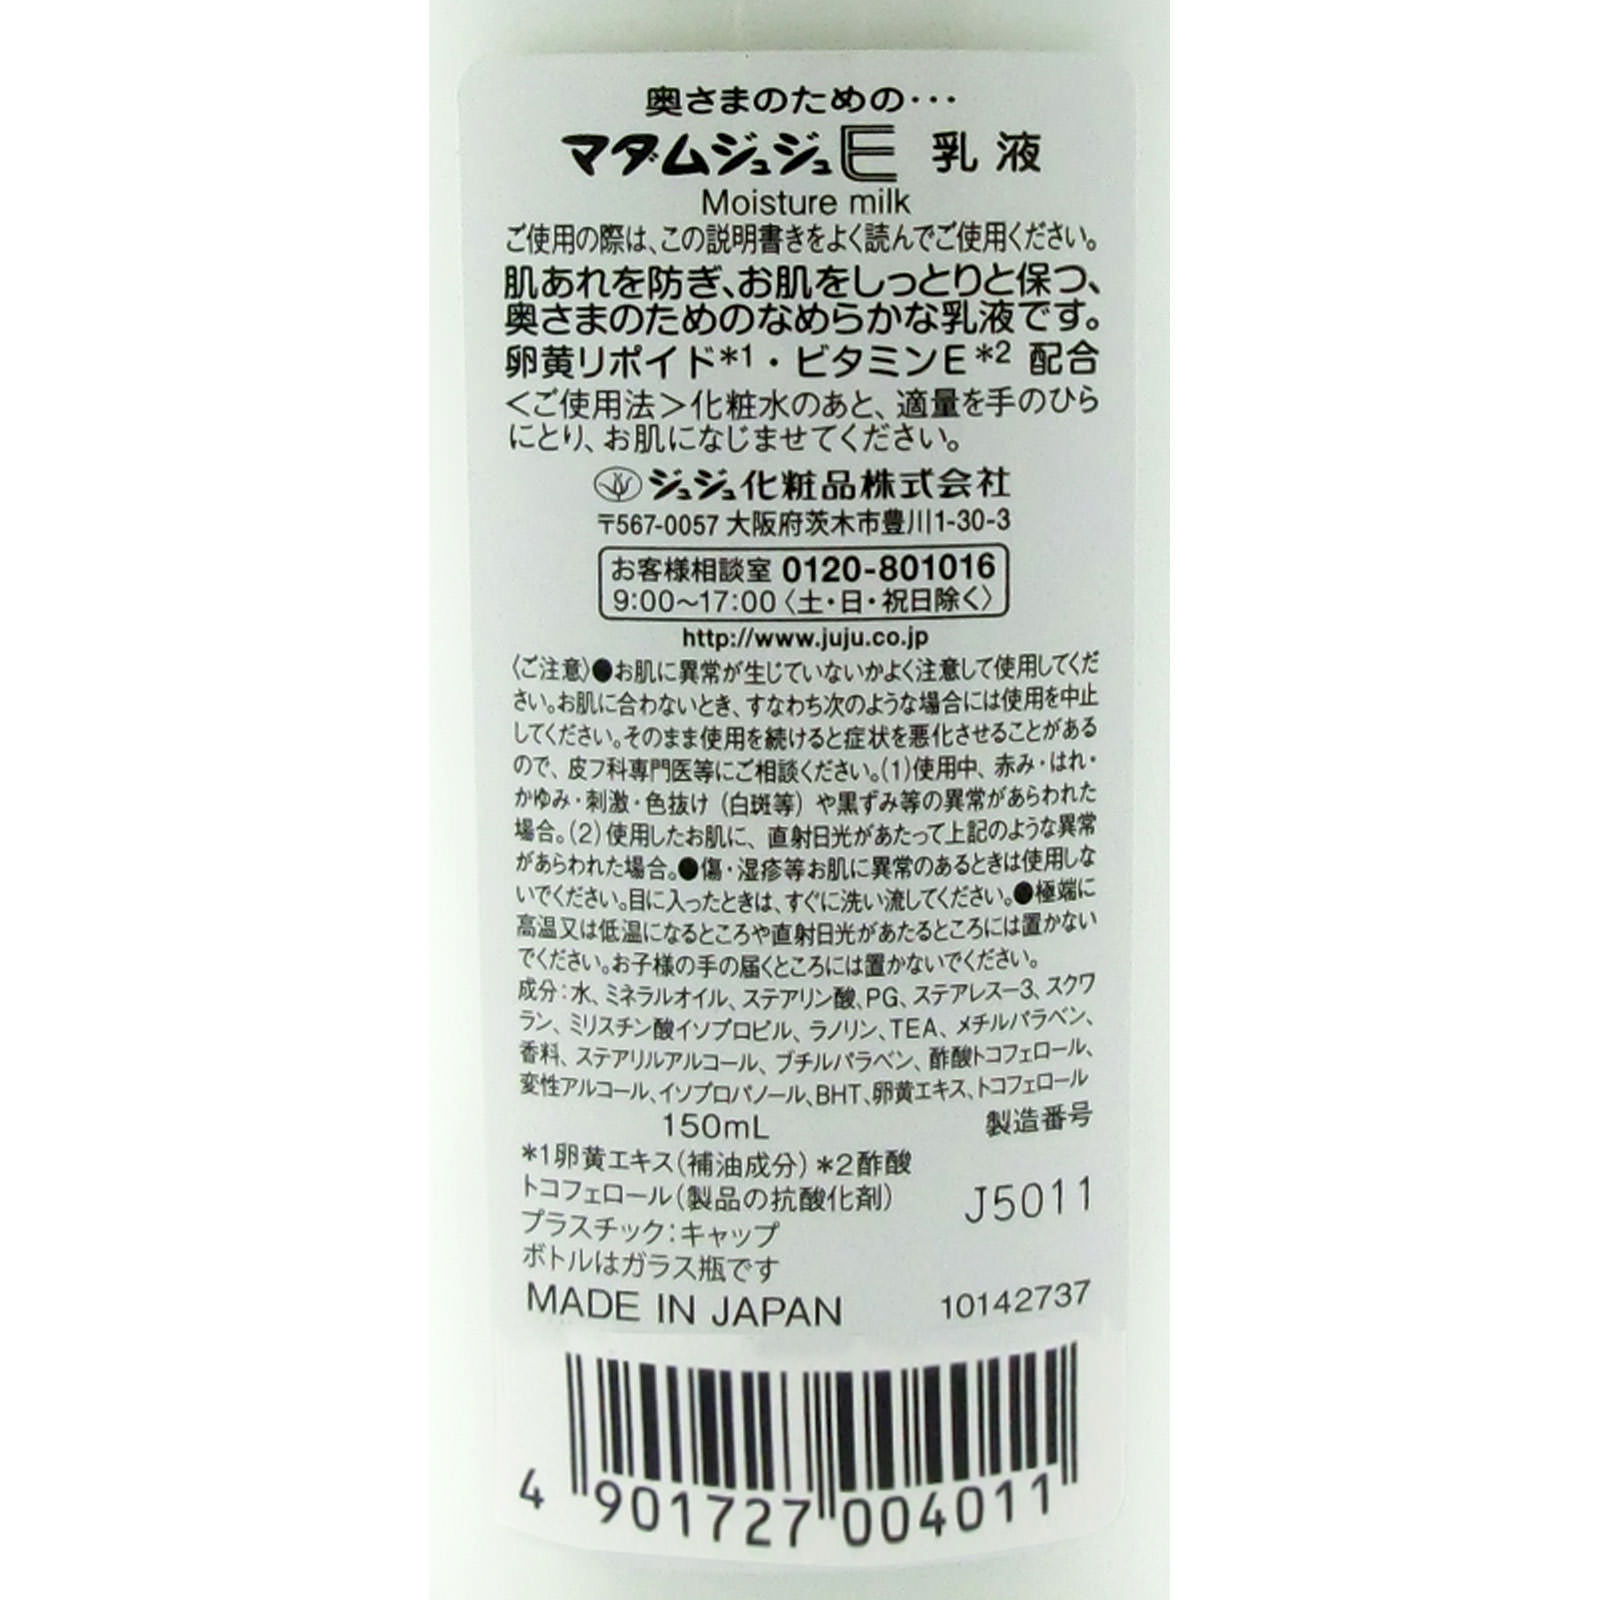 奥さまのための…
マダムジュジュE 乳液
Moisture milk
ご使用の際は、この説明書きをよく読んでご使用ください。
肌あれを防ぎ、お肌をしっとりと保つ、
奥さまのためのなめらかな乳液です。
卵黄リポイド*1・ビタミンE*2 配合
<ご使用法>化粧水のあと、適量を手のひら
にとり、お肌になじませてください。
ジュジュ化粧品株式会社
〒567-0057 大阪府茨木市豊川1-30-3
お客様相談室 0120-801016
9:00～17:00〈土・日・祝日除く〉
http://www.juju.co.jp
〈ご注意〉●お肌に異常が生じていないかよく注意して使用してくだ
さい。お肌に合わないとき、すなわち次のような場合には使用を中止
してください。そのまま使用を続けると症状を悪化させることがある
ので、皮フ科専門医等にご相談ください。(1)使用中、赤み・はれ・
かゆみ・刺激・色抜け(白斑等)や黒ずみ等の異常があらわれた
場合。(2)使用したお肌に、直射日光があたって上記のような異常
があらわれた場合。●傷・湿疹等お肌に異常のあるときは使用しな
いでください。目に入ったときは、すぐに洗い流してください。●極端に
高温又は低温になるところや直射日光があたるところには置かない
でください。お子様の手の届くところには置かないでください。
成分:水、ミネラルオイル、ステアリン酸、PG、ステアレス-3、スクワ
ラン、ミリスチン酸イソプロピル、ラノリン、TEA、メチルパラベン、
香料、ステアリルアルコール、ブチルパラベン、酢酸トコフェロール、
変性アルコール、イソプロパノール、BHT、卵黄エキス、トコフェロール
150mL 製造番号
*1卵黄エキス(補油成分)*2酢酸
トコフェロール(製品の抗酸化剤)
J5011
プラスチック:キャップ
ボトルはガラス瓶です
MADE IN JAPAN 10142737
4 901727 004011